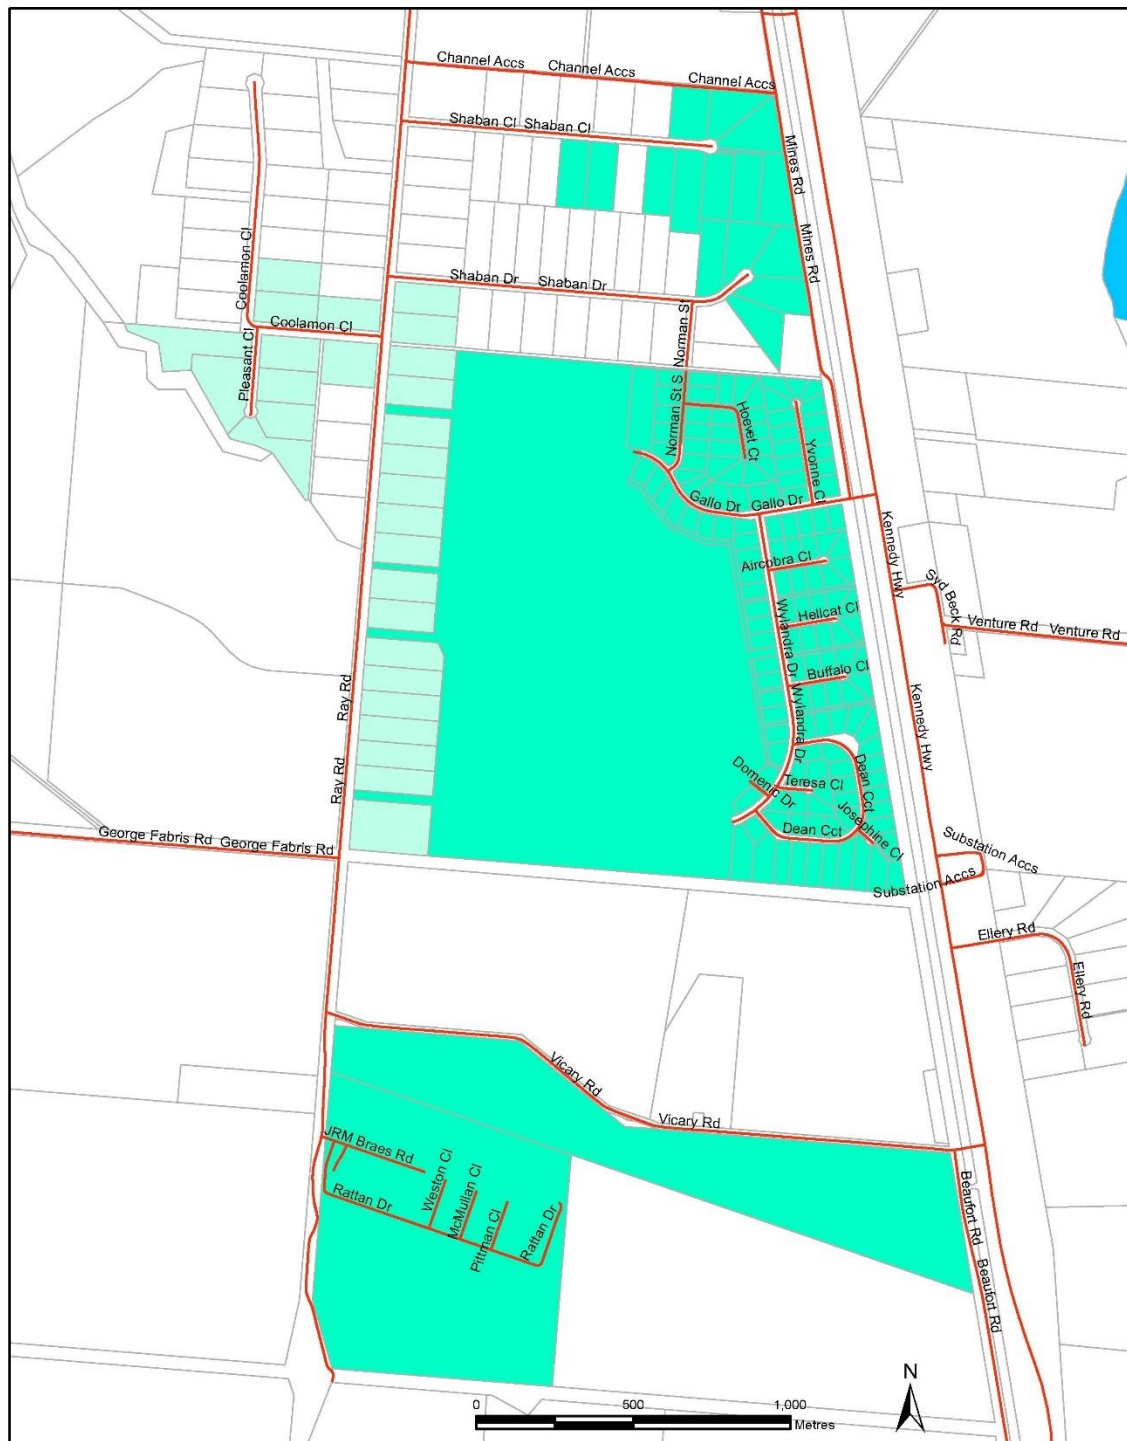 Channel Accs Channel Accs Channel Accs
Shaban Cl Shaban Cl
Mines Rd
Mines Rd
Coolamon Cl
Shaban Dr Shaban Dr
Coolamon Cl
Norman St
Pleasant Cl
Norman St S
Hoevet Ct
Yvonne Cl
Gallo Dr Gallo Dr
Kennedy Hwy
Aircobra Cl
Syd Beck Rd
Hellcat Cl
Venture Rd Venture Rd
Wylandra Dr
Buffalo Cl
Ray Rd
Kennedy Hwy
Wylandra Dr
Ray Rd
Domenic Dr
Teresa Cl
Dean Cct
George Fabris Rd George Fabris Rd
Dean Cct
Josephine Cl
Substation Accs
Substation Accs
Ellery Rd
Ellery Rd
Vicary Rd
Vicary Rd
JRM Braes Rd
Weston Cl
McMullan Cl
Rattan Dr
Pittman Cl
Rattan Dr
Beaufort Rd
Beaufort Rd
N
0 500 1,000
Metres